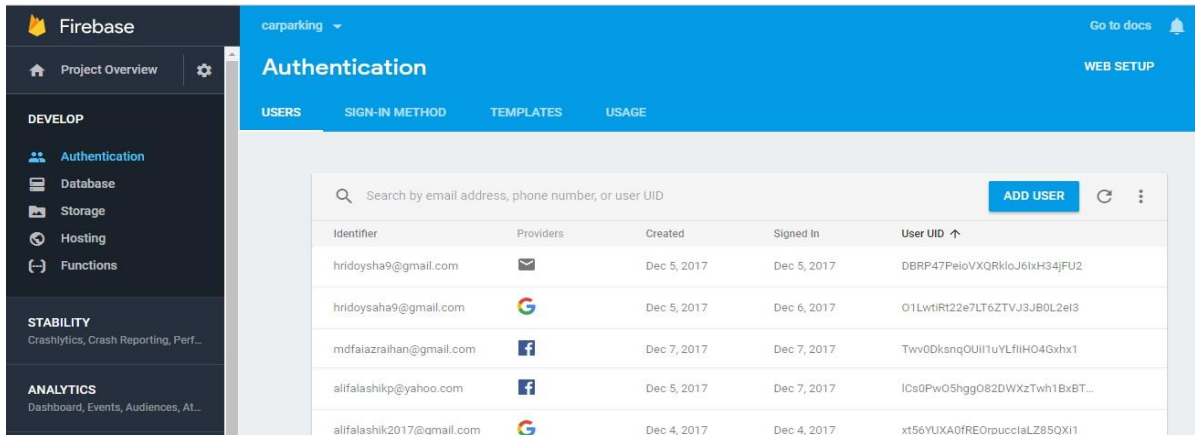 Firebase
carparking
Go to docs
Project Overview
Authentication
WEB SETUP
DEVELOP
USERS SIGN-IN METHOD TEMPLATES USAGE
Authentication
Database
Storage
Hosting
Functions
STABILITY
Crashlytics, Crash Reporting, Perf...
ANALYTICS
Dashboard, Events, Audiences, At...
Search by email address, phone number, or user UID
ADD USER
Identifier Providers Created Signed In User UID
hridoysha9@gmail.com Dec 5, 2017 Dec 5, 2017 DBRP47PeioVXQRkloJ6IxH34jFU2
hridoysaha9@gmail.com Dec 5, 2017 Dec 6, 2017 O1LwtiRt22e7LT6ZTVJ3JB0L2eI3
mdfaiazraihan@gmail.com Dec 7, 2017 Dec 7, 2017 Twv0DksnqOUiI1uYLfIiHO4Gxhx1
alifalashikp@yahoo.com Dec 5, 2017 Dec 7, 2017 lCs0PwO5hggO82DWXzTwh1BxBT...
alifalashik2017@gmail.com Dec 4, 2017 Dec 4, 2017 xt56YUXA0fREOrpuccIaLZ85QXi1